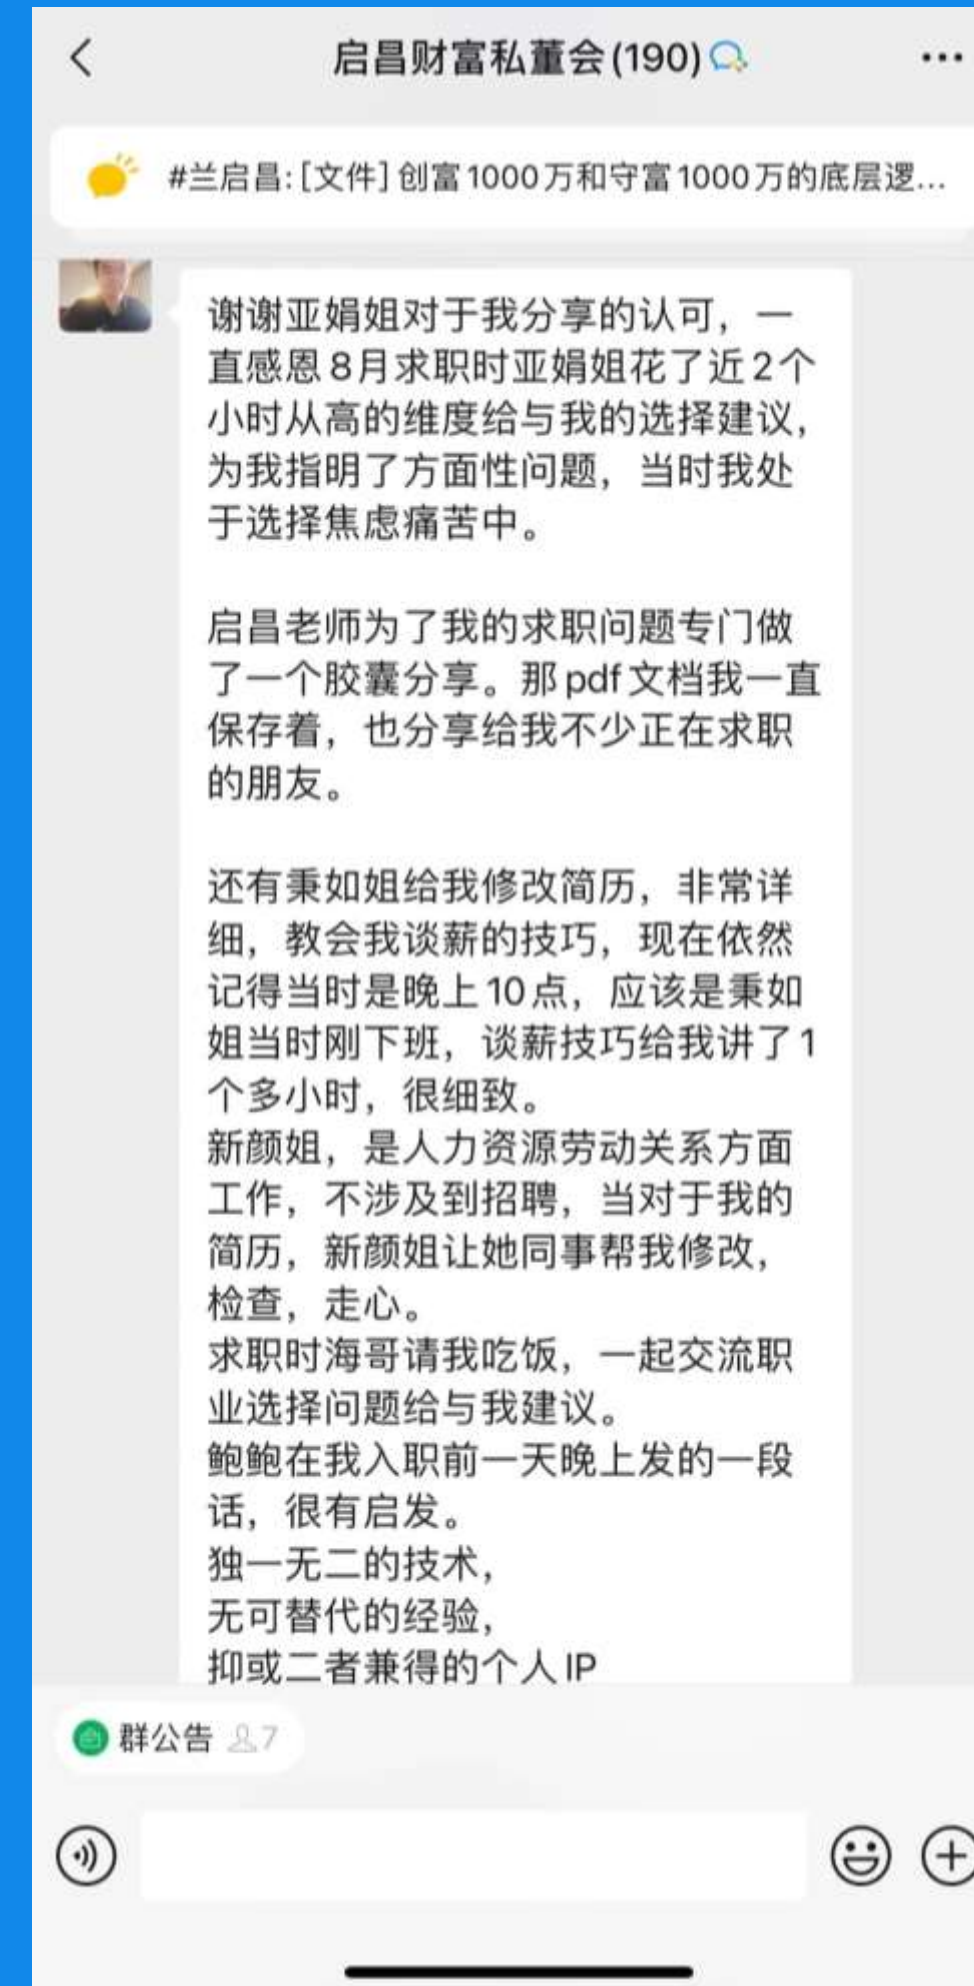 启昌财富私董会(190)
#兰启昌:[文件]创富1000万和守富1000万的底层逻...
谢谢亚娟姐对于我分享的认可，一
直感恩8月求职时亚娟姐花了近2个
小时从高的维度给与我的选择建议，
为我指明了方面性问题，当时我处
于选择焦虑痛苦中。
启昌老师为了我的求职问题专门做
了一个胶囊分享。那pdf文档我一直
保存着，也分享给我不少正在求职
的朋友。
还有秉如姐给我修改简历，非常详
细，教会我谈薪的技巧，现在依然
记得当时是晚上10点，应该是秉如
姐当时刚下班，谈薪技巧给我讲了1
个多小时，很细致。
新颜姐，是人力资源劳动关系方面
工作，不涉及到招聘，当对于我的
简历，新颜姐让她同事帮我修改，
检查，走心。
求职时海哥请我吃饭，一起交流职
业选择问题给与我建议。
鲍鲍在我入职前一天晚上发的一段
话，很有启发。
独一无二的技术，
无可替代的经验，
抑或二者兼得的个人IP
群公告 7